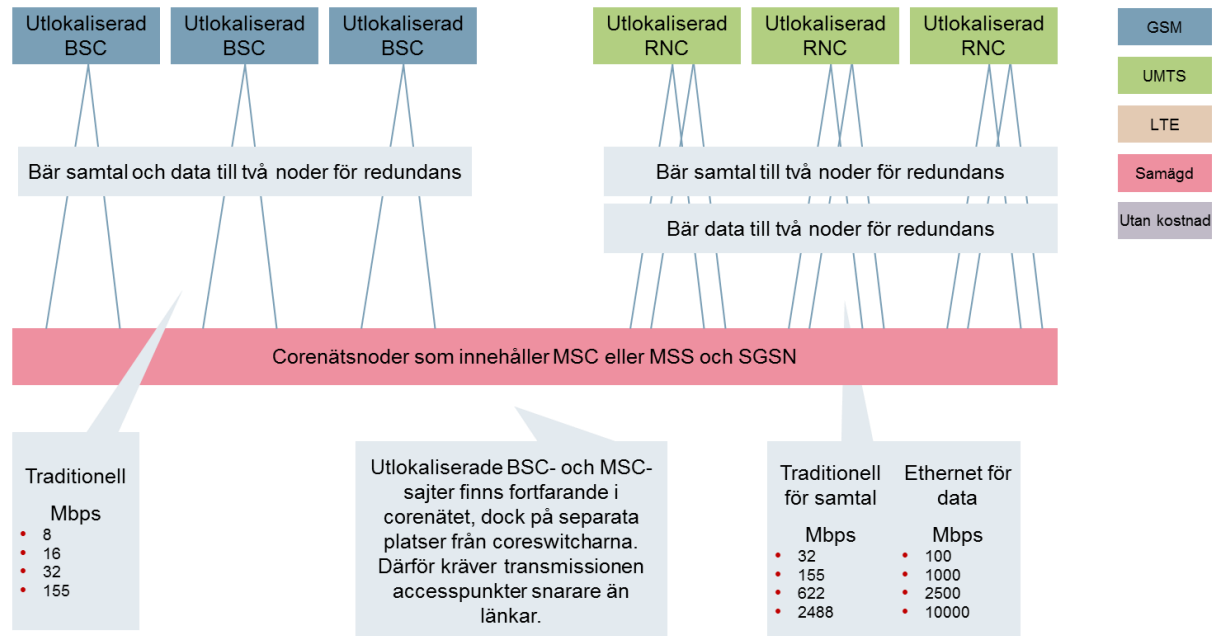 Utlokaliserad
BSC
Utlokaliserad
BSC
Utlokaliserad
BSC
Utlokaliserad
RNC
Utlokaliserad
RNC
Utlokaliserad
RNC
GSM
UMTS
LTE
Samägd
Utan kostnad
Bär samtal och data till två noder för redundans
Bär samtal till två noder för redundans
Bär data till två noder för redundans
Corenätsnoder som innehåller MSC eller MSS och SGSN
Traditionell
Mbps
• 8
• 16
• 32
• 155
Utlokaliserade BSC- och MSC-
sajter finns fortfarande i
corenätet, dock på separata
platser från coreswitcharna.
Därför kräver transmissionen
accesspunkter snarare än
länkar.
Traditionell
för samtal
Mbps
• 32
• 155
• 622
• 2488
Ethernet för
data
Mbps
• 100
• 1000
• 2500
• 10000